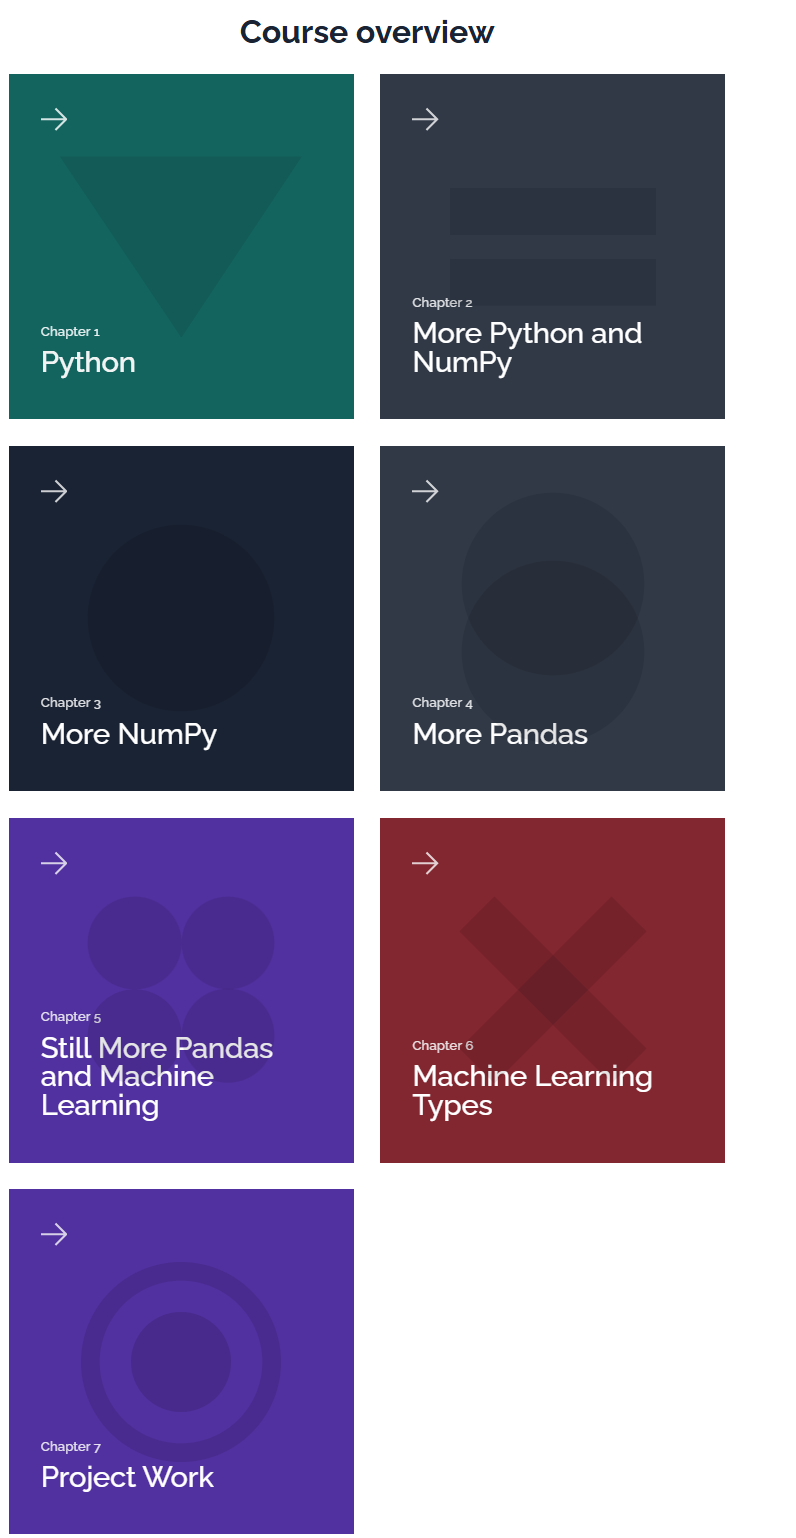 Course overview
Chapter 1
Python
Chapter 2
More Python and
NumPy
Chapter 3
More NumPy
Chapter 4
More Pandas
Chapter 5
Still More Pandas
and Machine
Learning
Chapter 6
Machine Learning
Types
Chapter 7
Project Work